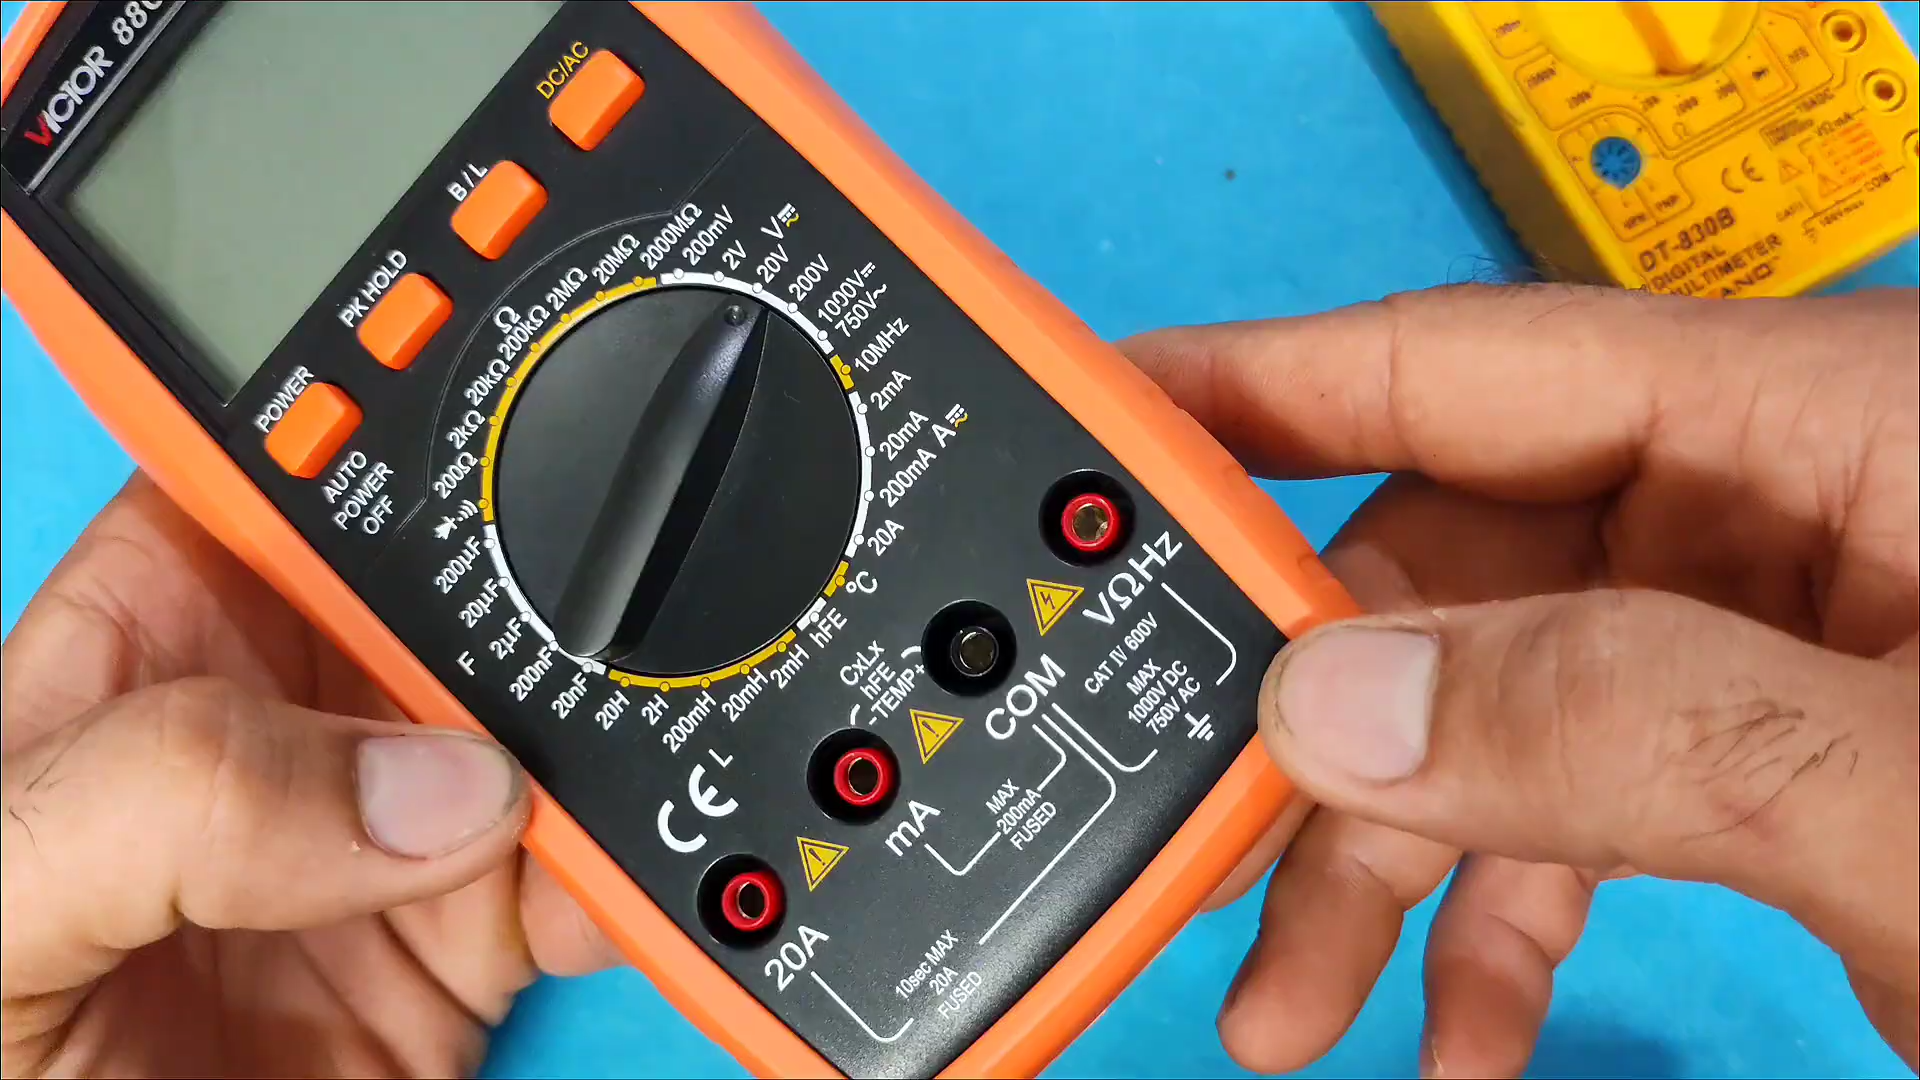 VICTOR 88
DC/AC
B / L
PK HOLD
POWER
AUTO
POWER
OFF
Ω
200Ω
2kΩ
20kΩ
200kΩ
2MΩ
20MΩ
2000MΩ
200mV
2V
20V
200V
1000V
750V~
V
10MHz
2mA
20mA
200mA
A
20A
°C
hFE
2mH
20mH
200mH
2H
20H
L
20nF
200nF
2µF
20µF
200µF
F
CE
CxLx
hFE
-TEMP+
VΩHz
COM
mA
20A
CAT IV 600V
MAX
1000V DC
750V AC
MAX
200mA
FUSED
10sec MAX
20A
FUSED
CE
COM
DT-830B
DIGITAL
MULTIMETER